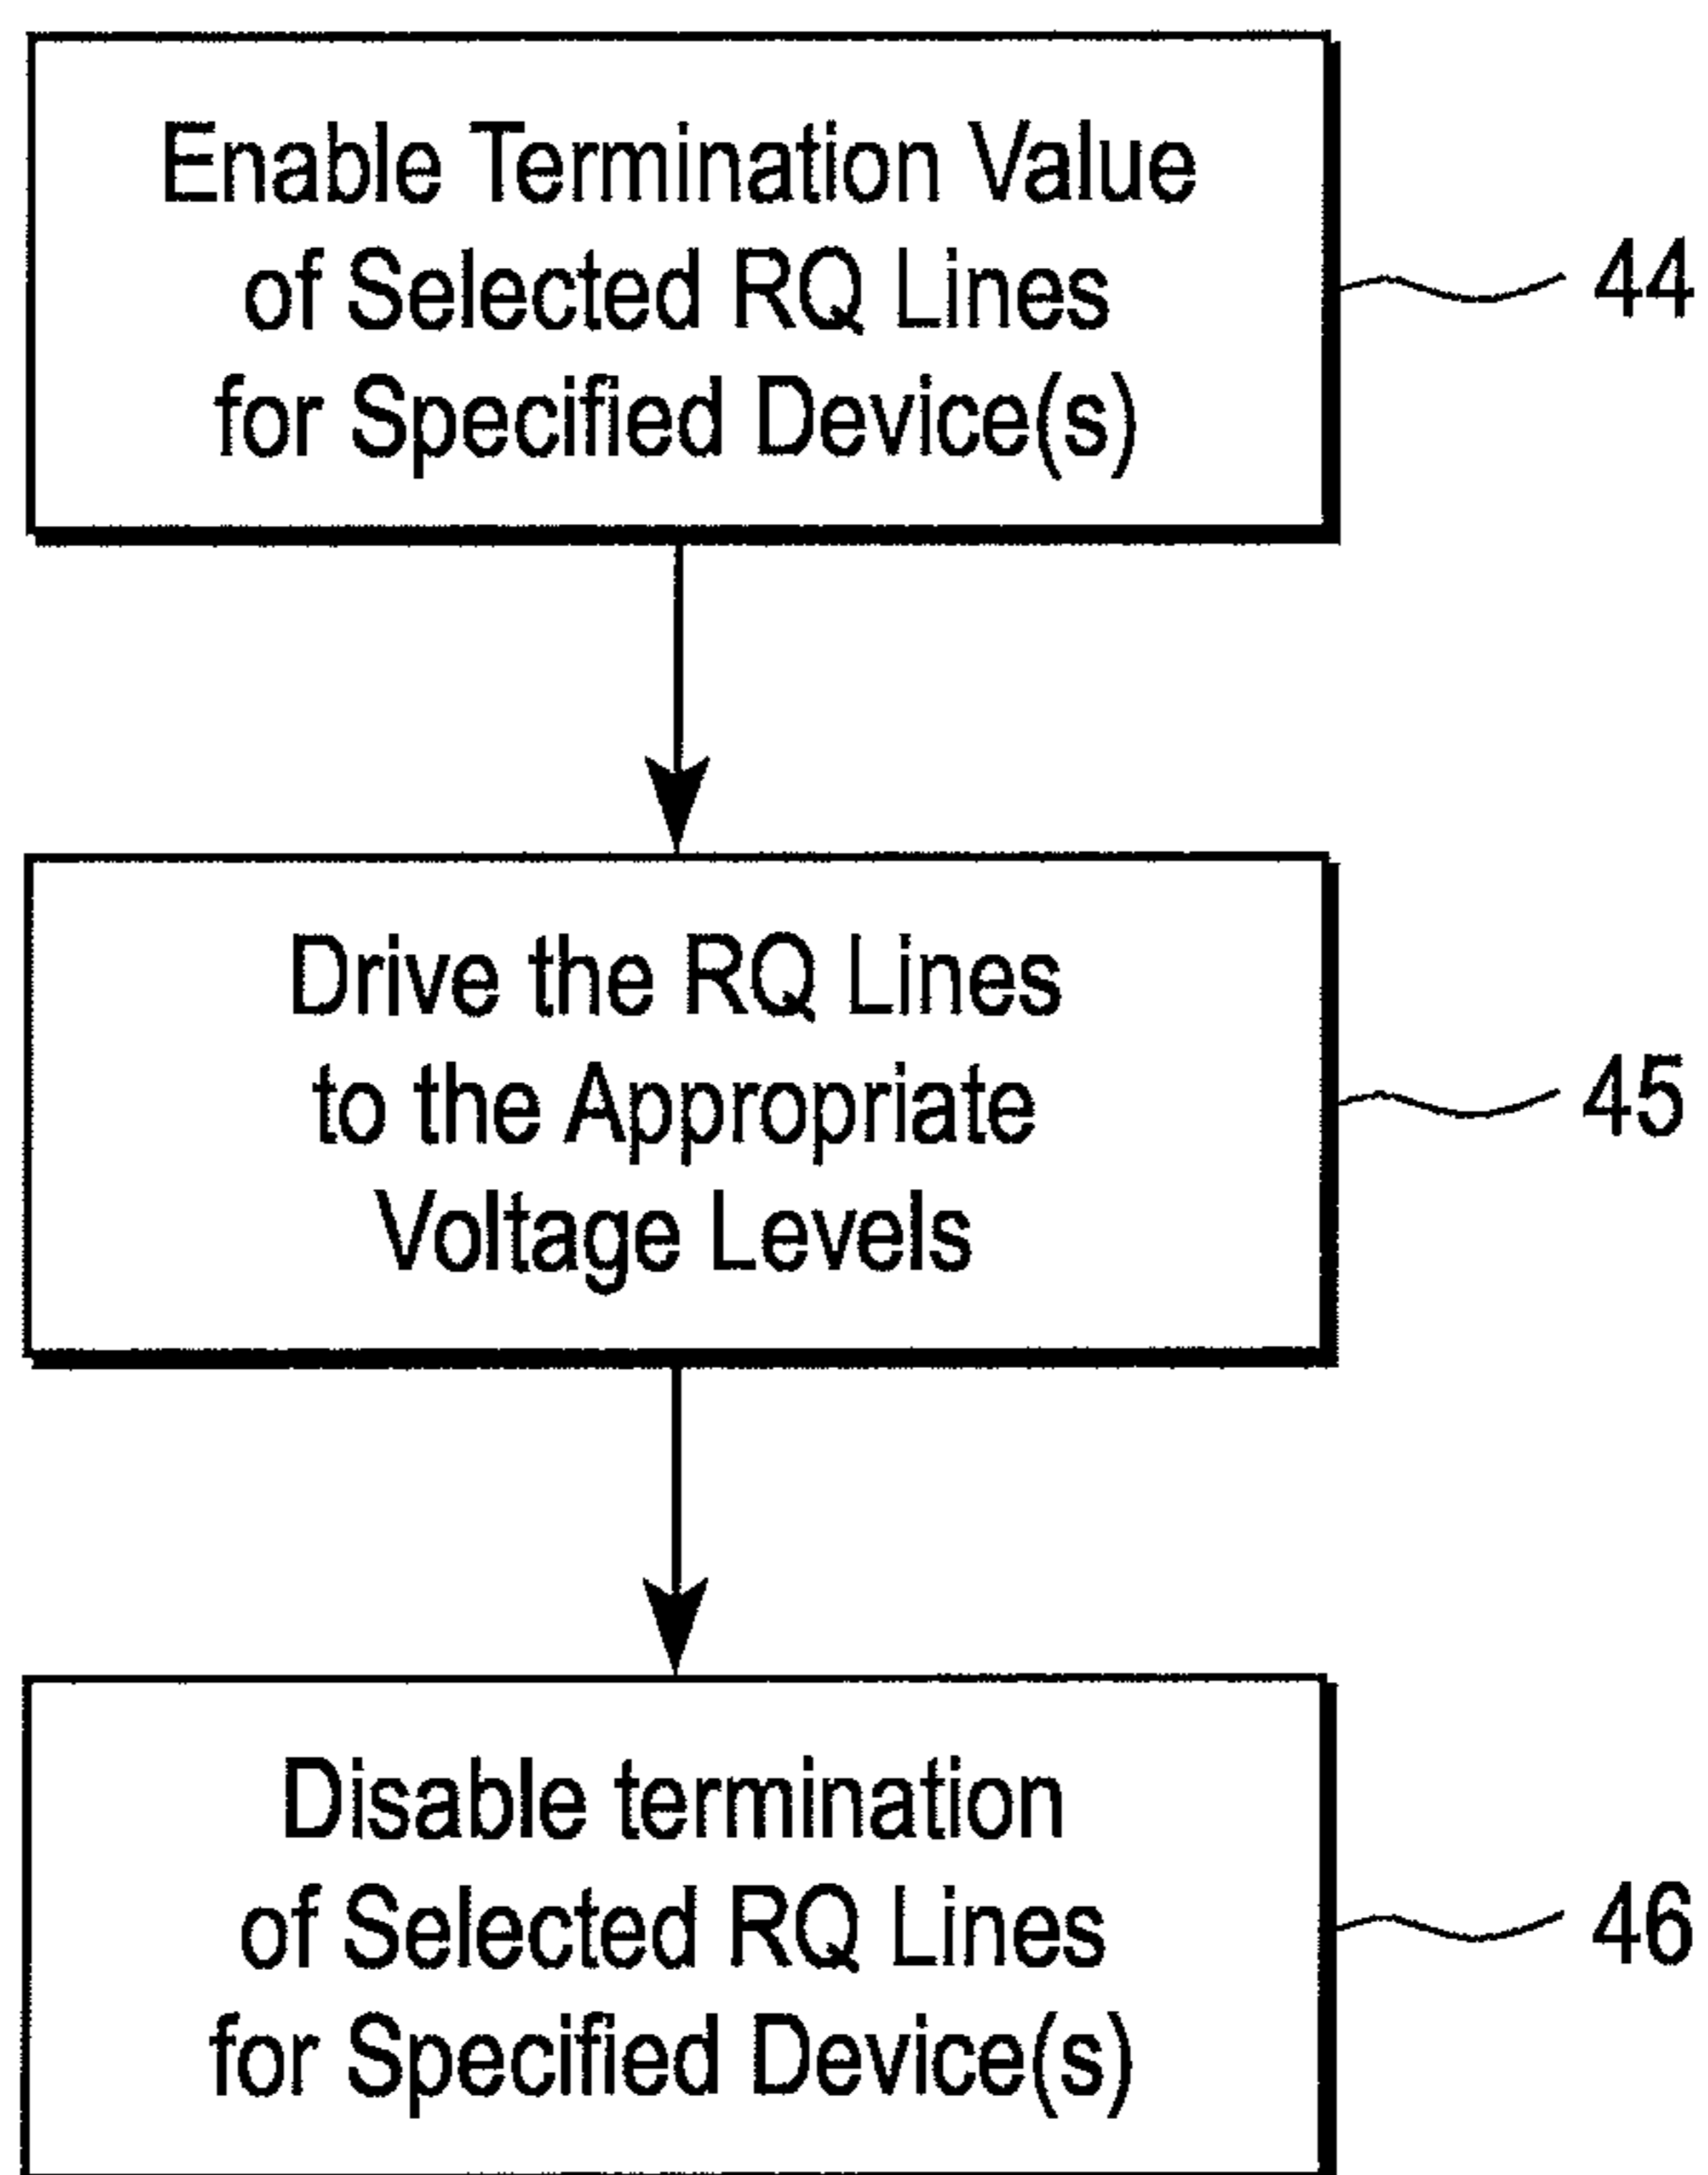 Enable Termination Value
of Selected RQ Lines
for Specified Device(s)
44
Drive the RQ Lines
to the Appropriate
Voltage Levels
45
Disable termination
of Selected RQ Lines
for Specified Device(s)
46